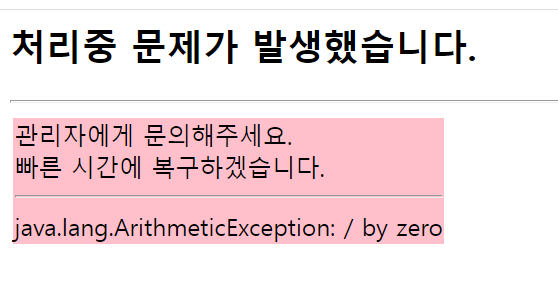 처리중 문제가 발생했습니다.
관리자에게 문의해주세요.
빠른 시간에 복구하겠습니다.
java.lang.ArithmeticException: / by zero